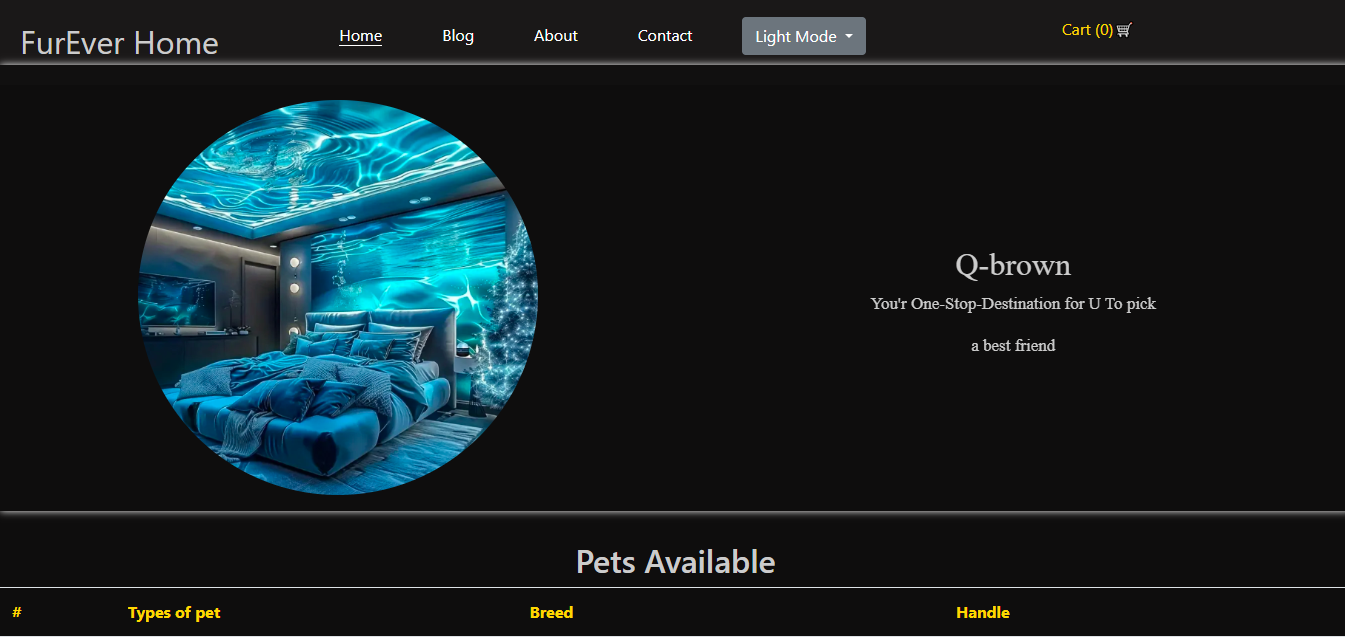 FurEver Home
Home Blog About Contact Light Mode Cart (0)
Q-brown
You'r One-Stop-Destination for U To pick
a best friend
Pets Available
# Types of pet Breed Handle